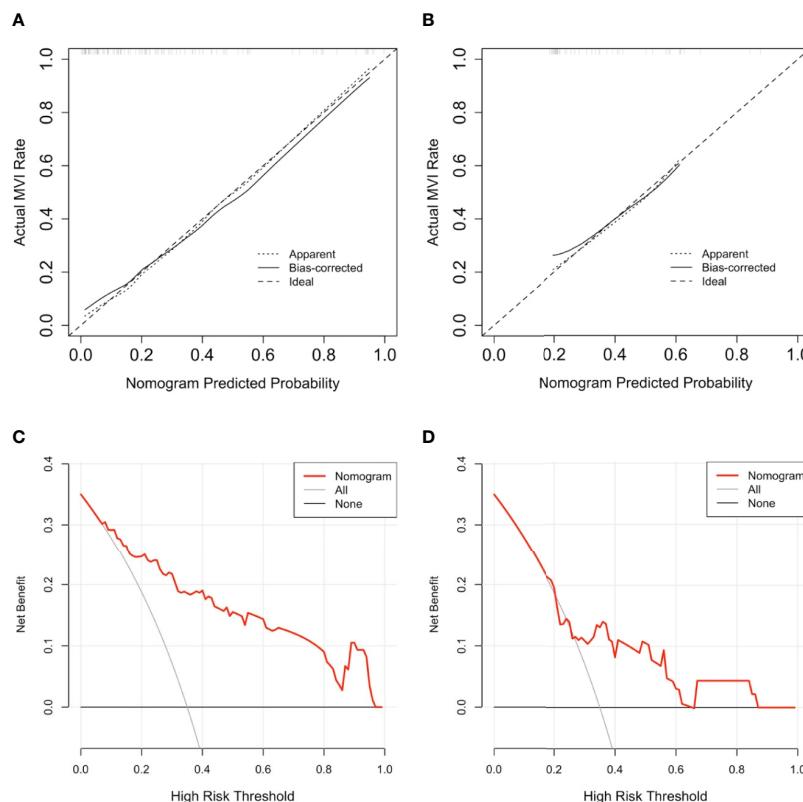 A
Actual MVI Rate
1.0
0.8
0.6
0.4
0.2
0.0
Apparent
Bias-corrected
Ideal
0.0 0.2 0.4 0.6 0.8 1.0
Nomogram Predicted Probability
B
Actual MVI Rate
1.0
0.8
0.6
0.4
0.2
0.0
Apparent
Bias-corrected
Ideal
0.0 0.2 0.4 0.6 0.8 1.0
Nomogram Predicted Probability
C
Net Benefit
0.4
0.3
0.2
0.1
0.0
Nomogram
All
None
0.0 0.2 0.4 0.6 0.8 1.0
High Risk Threshold
D
Net Benefit
0.4
0.3
0.2
0.1
0.0
Nomogram
All
None
0.0 0.2 0.4 0.6 0.8 1.0
High Risk Threshold